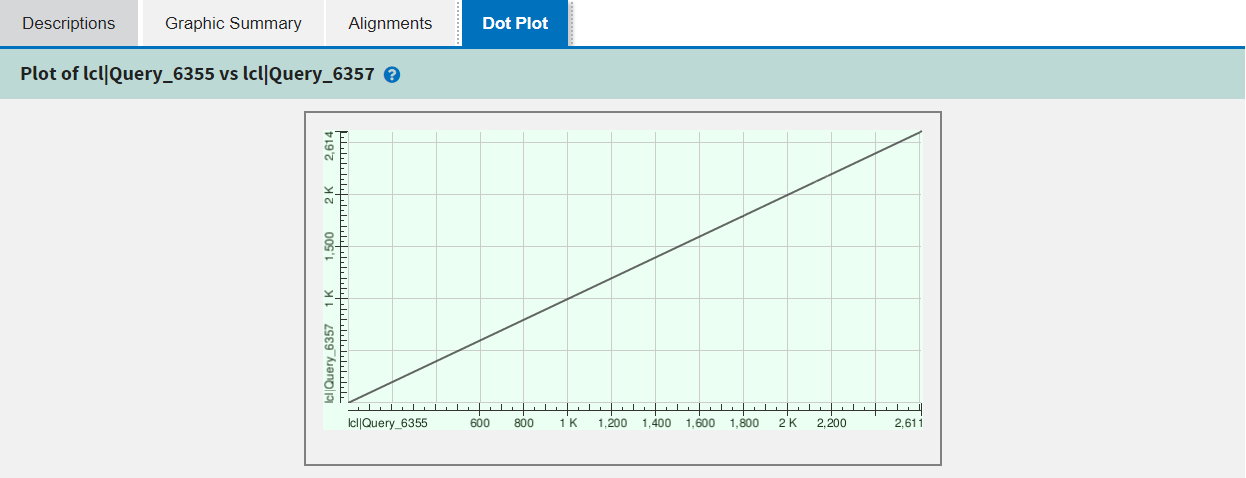 Descriptions Graphic Summary Alignments Dot Plot
Plot of lcl|Query_6355 vs lcl|Query_6357 ?
2,614
2 K
1,500
1 K
lcl|Query_6357
lcl|Query_6355 600 800 1 K 1,200 1,400 1,600 1,800 2 K 2,200 2,611